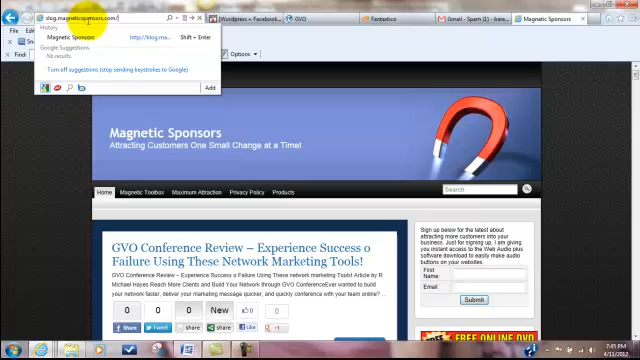 blog.magneticsponsors.com/
[Wordpress ~ Facebook...
GVO
Fantastico
Gmail - Spam - bare...
Magnetic Sponsors
File
Show
Find
Options
History
Magnetic Sponsors
http://blog.ma...
Shift + Enter
Google Suggestions
No results.
Turn off suggestions (stop sending keystrokes to Google)
Add
Magnetic Sponsors
Attracting Customers One Small Change at a Time!
Home
Magnetic Toolbox
Maximum Attraction
Privacy Policy
Products
Search
GVO Conference Review – Experience Success o
Failure Using These Network Marketing Tools!
GVO Conference Review – Experience Success or Failure Using These network Marketing Tools! Article by R
Michael Hayes Reach More Clients and Build Your Network through GVO ConferenceEver wanted to build
your network faster, deliver your marketing message quicker, and quickly conference with your team online? ...
0
0
0
New
0
Share
Tweet
share
share
Like
+1
Sign up below for the latest about
attracting more customers into your
business. Just for signing up, I am giving
you instant access to the Web Audio plus
software download to easily make audio
buttons on your websites.
First
Name:
Email:
Submit
FREE ONLINE DVD
7:45 PM
4/11/2012